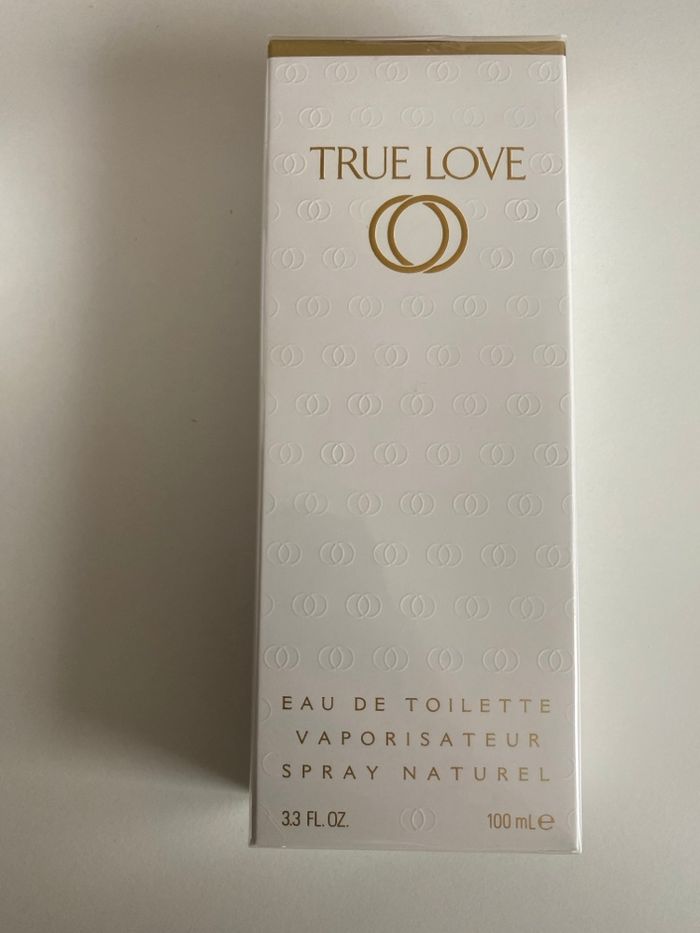 TRUE LOVE
EAU DE TOILETTE
VAPORISATEUR
SPRAY NATUREL
3.3 FL. OZ. 100 mL ℮